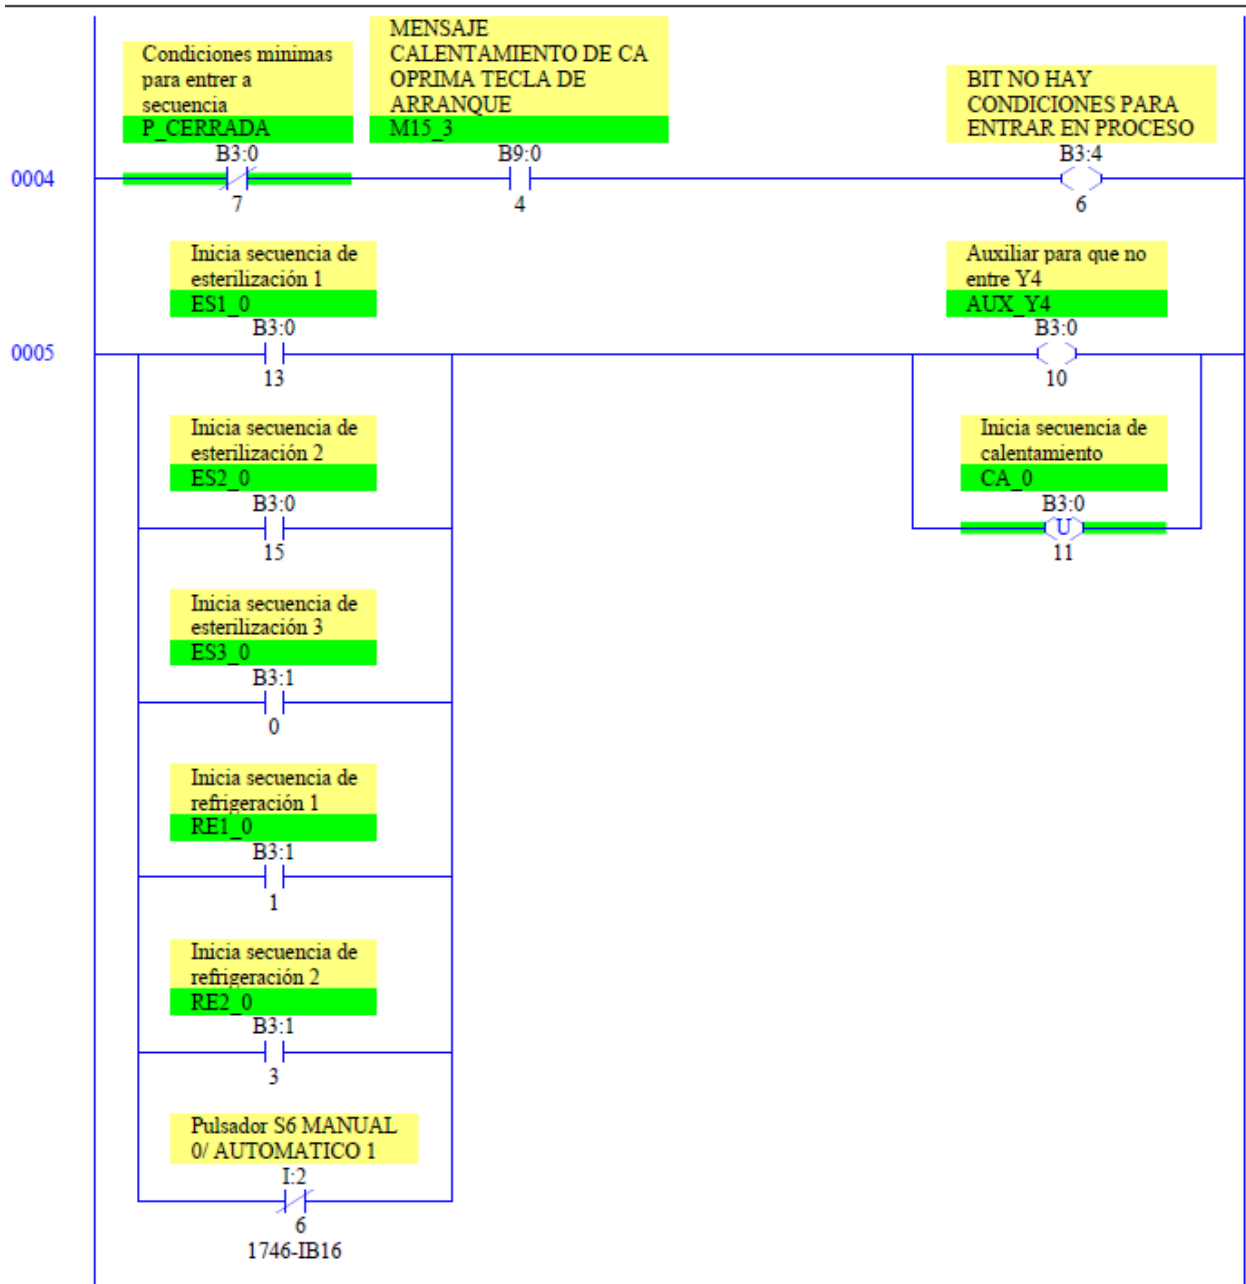 Condiciones minimas
para entrer a
secuencia
P_CERRADA
B3:0
7
MENSAJE
CALENTAMIENTO DE CA
OPRIMA TECLA DE
ARRANQUE
M15_3
B9:0
4
BIT NO HAY
CONDICIONES PARA
ENTRAR EN PROCESO
B3:4
6
0004
Inicia secuencia de
esterilización 1
ES1_0
B3:0
13
Auxiliar para que no
entre Y4
AUX_Y4
B3:0
10
0005
Inicia secuencia de
esterilización 2
ES2_0
B3:0
15
Inicia secuencia de
calentamiento
CA_0
B3:0
U
11
Inicia secuencia de
esterilización 3
ES3_0
B3:1
0
Inicia secuencia de
refrigeración 1
RE1_0
B3:1
1
Inicia secuencia de
refrigeración 2
RE2_0
B3:1
3
Pulsador S6 MANUAL
0/ AUTOMATICO 1
I:2
6
1746-IB16